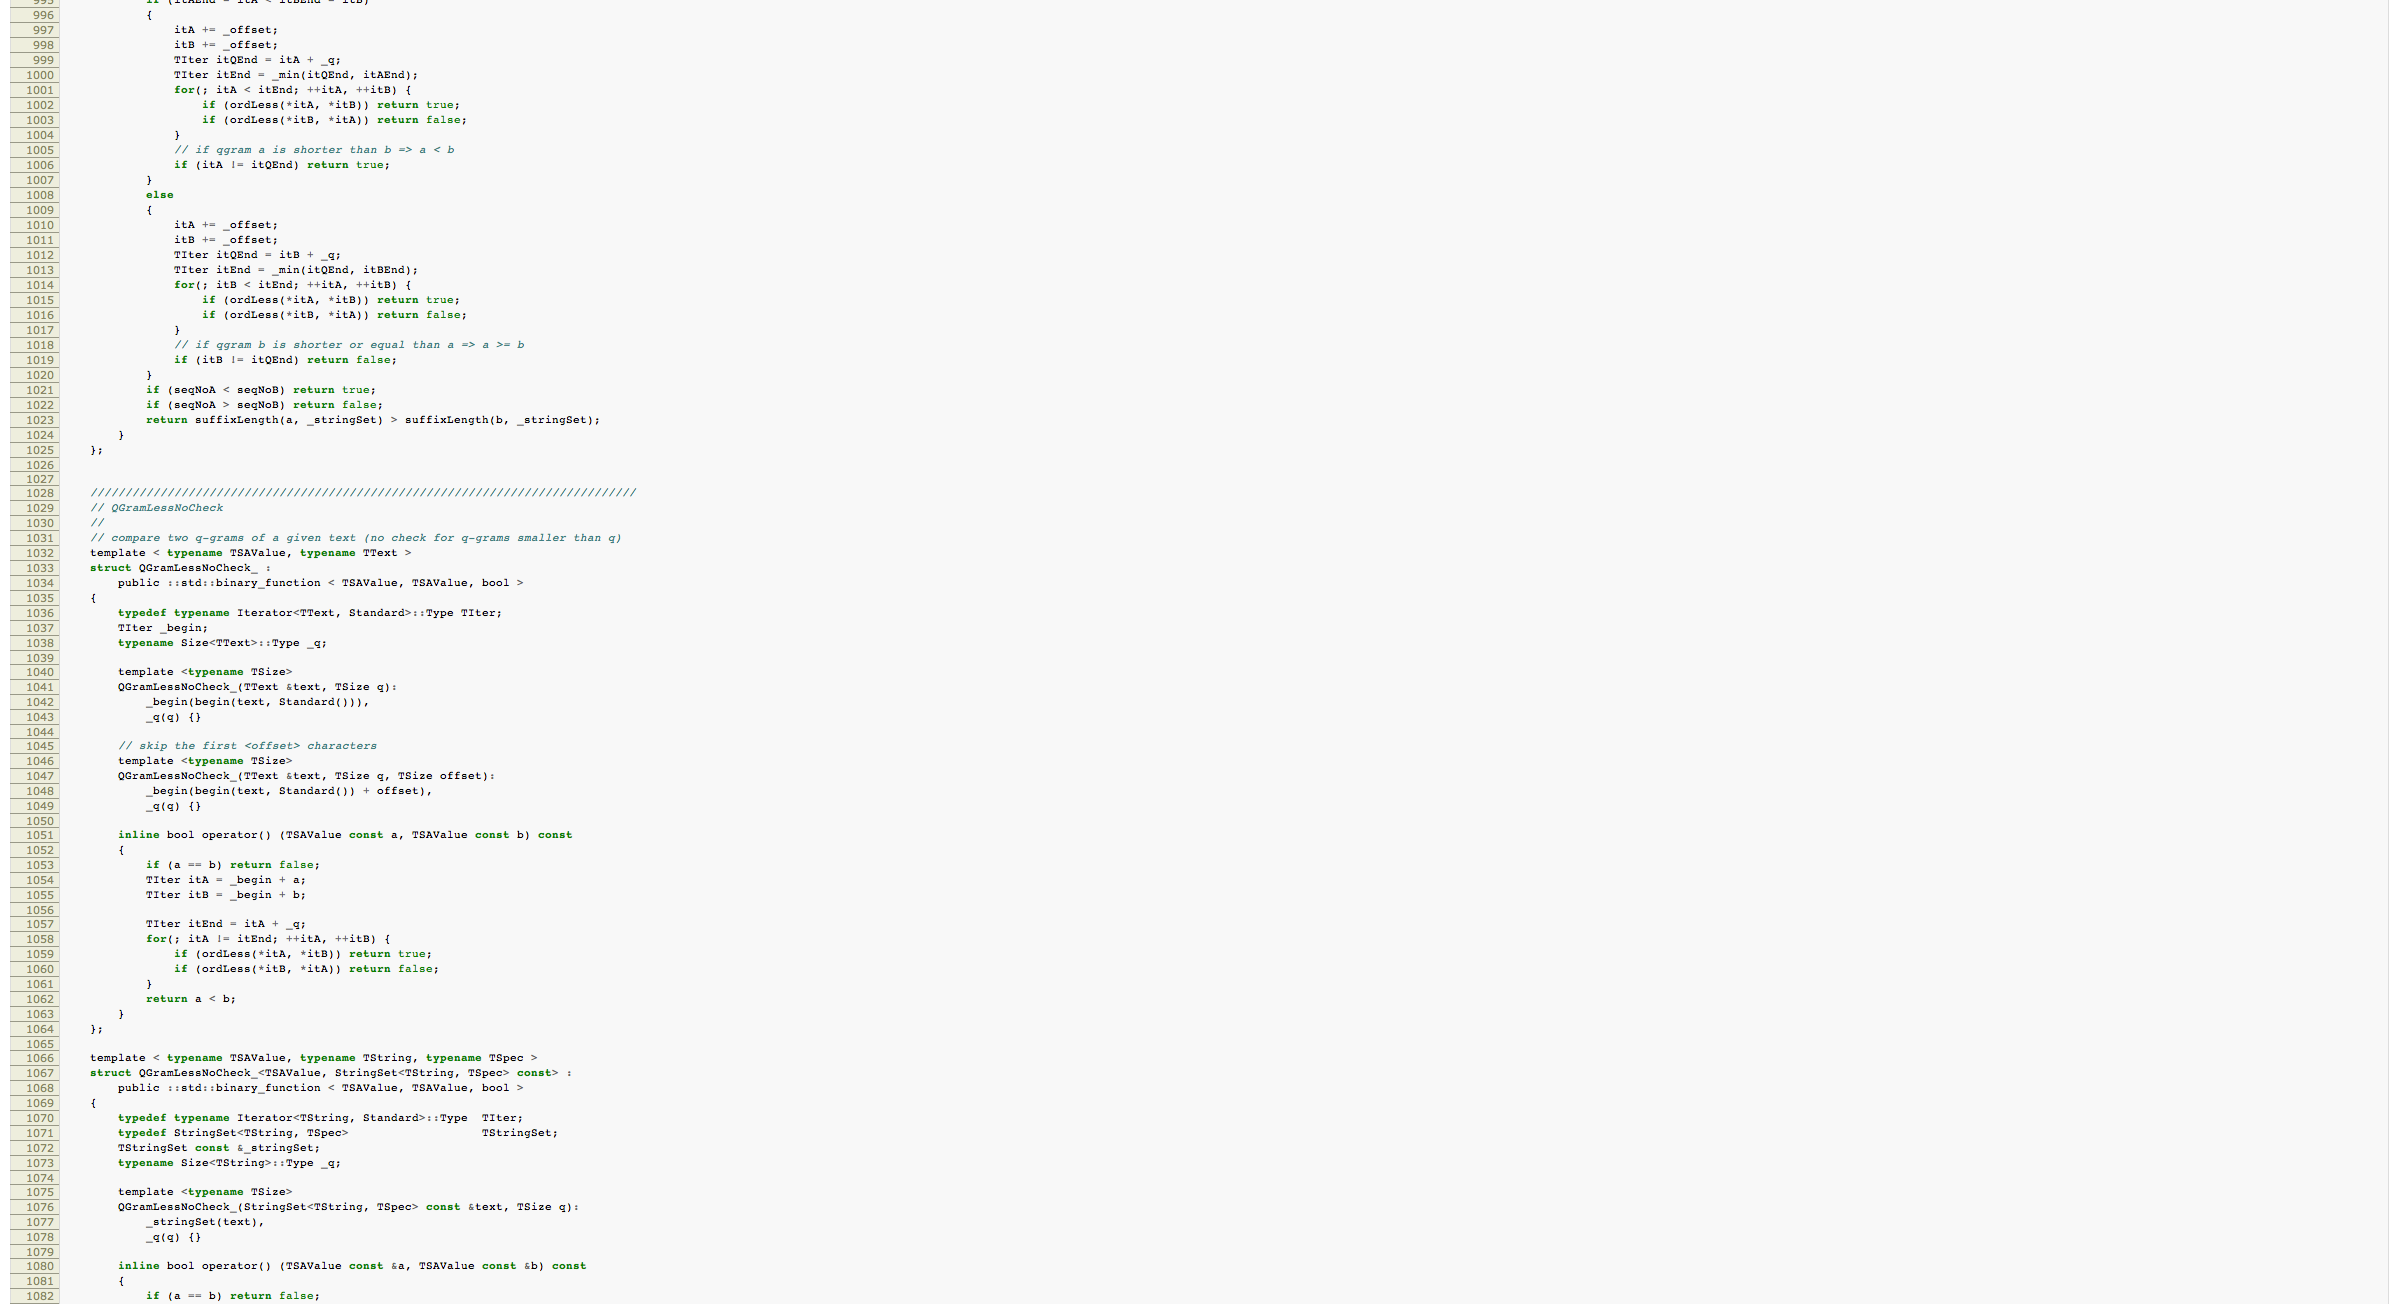 995 if (itAEnd - itA < itBEnd - itB)
996 {
997 itA += _offset;
998 itB += _offset;
999 TIter itQEnd = itA + _q;
1000 TIter itEnd = _min(itQEnd, itAEnd);
1001 for(; itA < itEnd; ++itA, ++itB) {
1002 if (ordLess(*itA, *itB)) return true;
1003 if (ordLess(*itB, *itA)) return false;
1004 }
1005 // if qgram a is shorter than b => a < b
1006 if (itA != itQEnd) return true;
1007 }
1008 else
1009 {
1010 itA += _offset;
1011 itB += _offset;
1012 TIter itQEnd = itB + _q;
1013 TIter itEnd = _min(itQEnd, itBEnd);
1014 for(; itB < itEnd; ++itA, ++itB) {
1015 if (ordLess(*itA, *itB)) return true;
1016 if (ordLess(*itB, *itA)) return false;
1017 }
1018 // if qgram b is shorter or equal than a => a >= b
1019 if (itB != itQEnd) return false;
1020 }
1021 if (seqNoA < seqNoB) return true;
1022 if (seqNoA > seqNoB) return false;
1023 return suffixLength(a, _stringSet) > suffixLength(b, _stringSet);
1024 }
1025 };
1026
1027
1028 //////////////////////////////////////////////////////////////////////////////
1029 // QGramLessNoCheck
1030 //
1031 // compare two q-grams of a given text (no check for q-grams smaller than q)
1032 template < typename TSAValue, typename TText >
1033 struct QGramLessNoCheck_ :
1034 public ::std::binary_function < TSAValue, TSAValue, bool >
1035 {
1036 typedef typename Iterator<TText, Standard>::Type TIter;
1037 TIter _begin;
1038 typename Size<TText>::Type _q;
1039
1040 template <typename TSize>
1041 QGramLessNoCheck_(TText &text, TSize q):
1042 _begin(begin(text, Standard())),
1043 _q(q) {}
1044
1045 // skip the first <offset> characters
1046 template <typename TSize>
1047 QGramLessNoCheck_(TText &text, TSize q, TSize offset):
1048 _begin(begin(text, Standard()) + offset),
1049 _q(q) {}
1050
1051 inline bool operator() (TSAValue const a, TSAValue const b) const
1052 {
1053 if (a == b) return false;
1054 TIter itA = _begin + a;
1055 TIter itB = _begin + b;
1056
1057 TIter itEnd = itA + _q;
1058 for(; itA != itEnd; ++itA, ++itB) {
1059 if (ordLess(*itA, *itB)) return true;
1060 if (ordLess(*itB, *itA)) return false;
1061 }
1062 return a < b;
1063 }
1064 };
1065
1066 template < typename TSAValue, typename TString, typename TSpec >
1067 struct QGramLessNoCheck_<TSAValue, StringSet<TString, TSpec> const> :
1068 public ::std::binary_function < TSAValue, TSAValue, bool >
1069 {
1070 typedef typename Iterator<TString, Standard>::Type TIter;
1071 typedef StringSet<TString, TSpec> TStringSet;
1072 TStringSet const &_stringSet;
1073 typename Size<TString>::Type _q;
1074
1075 template <typename TSize>
1076 QGramLessNoCheck_(StringSet<TString, TSpec> const &text, TSize q):
1077 _stringSet(text),
1078 _q(q) {}
1079
1080 inline bool operator() (TSAValue const &a, TSAValue const &b) const
1081 {
1082 if (a == b) return false;